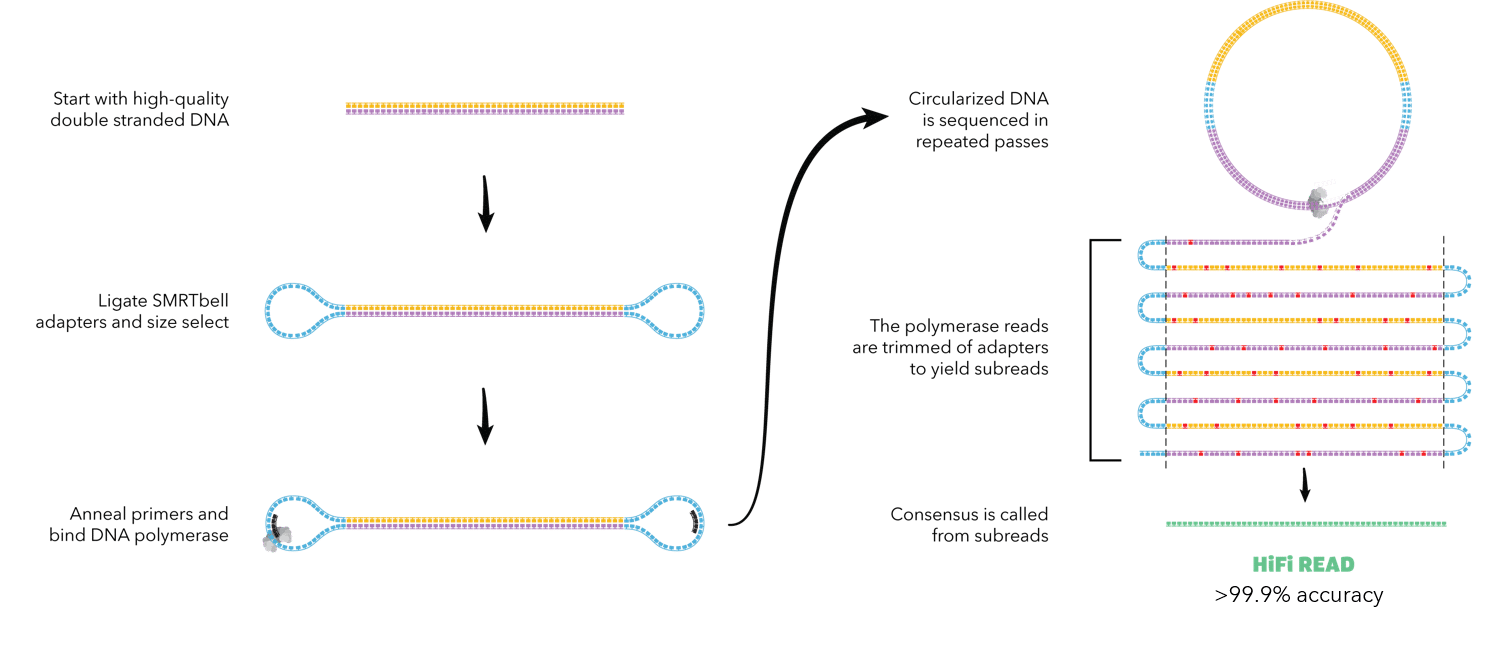 Start with high-quality
double stranded DNA
Ligate SMRTbell
adapters and size select
Anneal primers and
bind DNA polymerase
Circularized DNA
is sequenced in
repeated passes
The polymerase reads
are trimmed of adapters
to yield subreads
Consensus is called
from subreads
HiFi READ
>99.9% accuracy